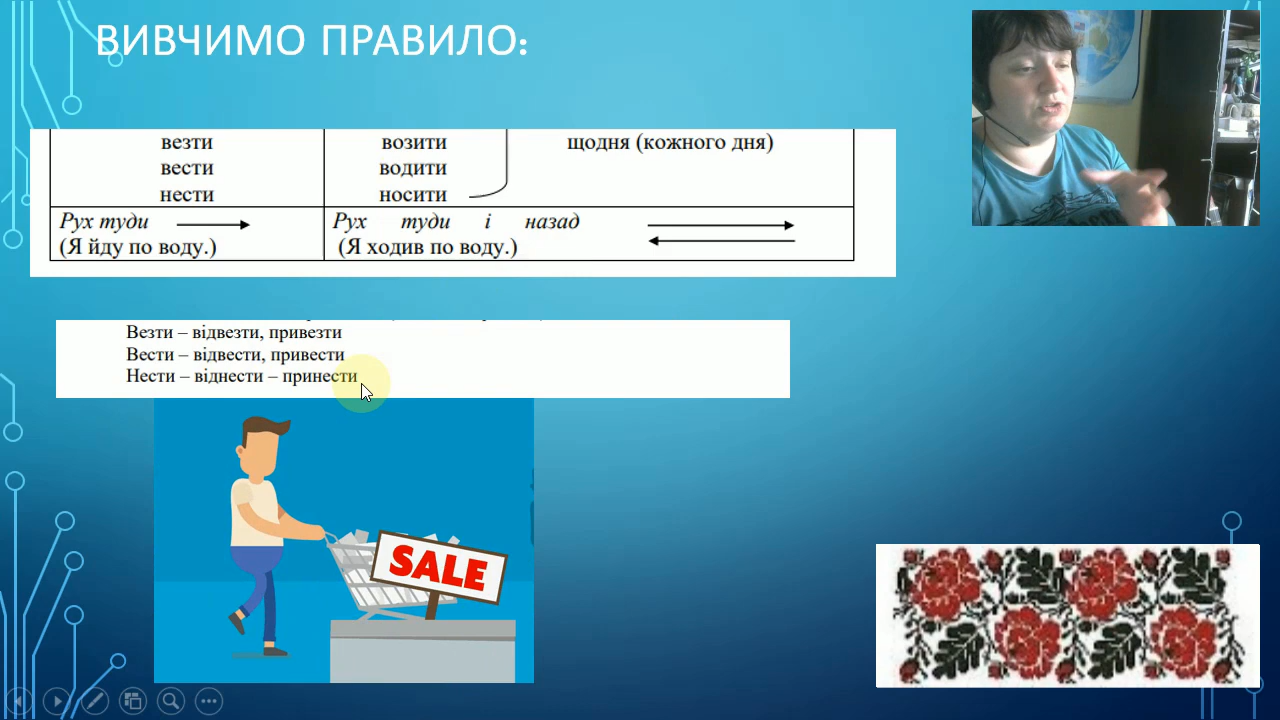 ВИВЧИМО ПРАВИЛО:
везти возити щодня (кожного дня)
вести водити
нести носити
Рух туди Рух туди і назад
(Я йду по воду.) (Я ходив по воду.)
Везти – відвезти, привезти
Вести – відвести, привести
Нести – віднести – принести
SALE